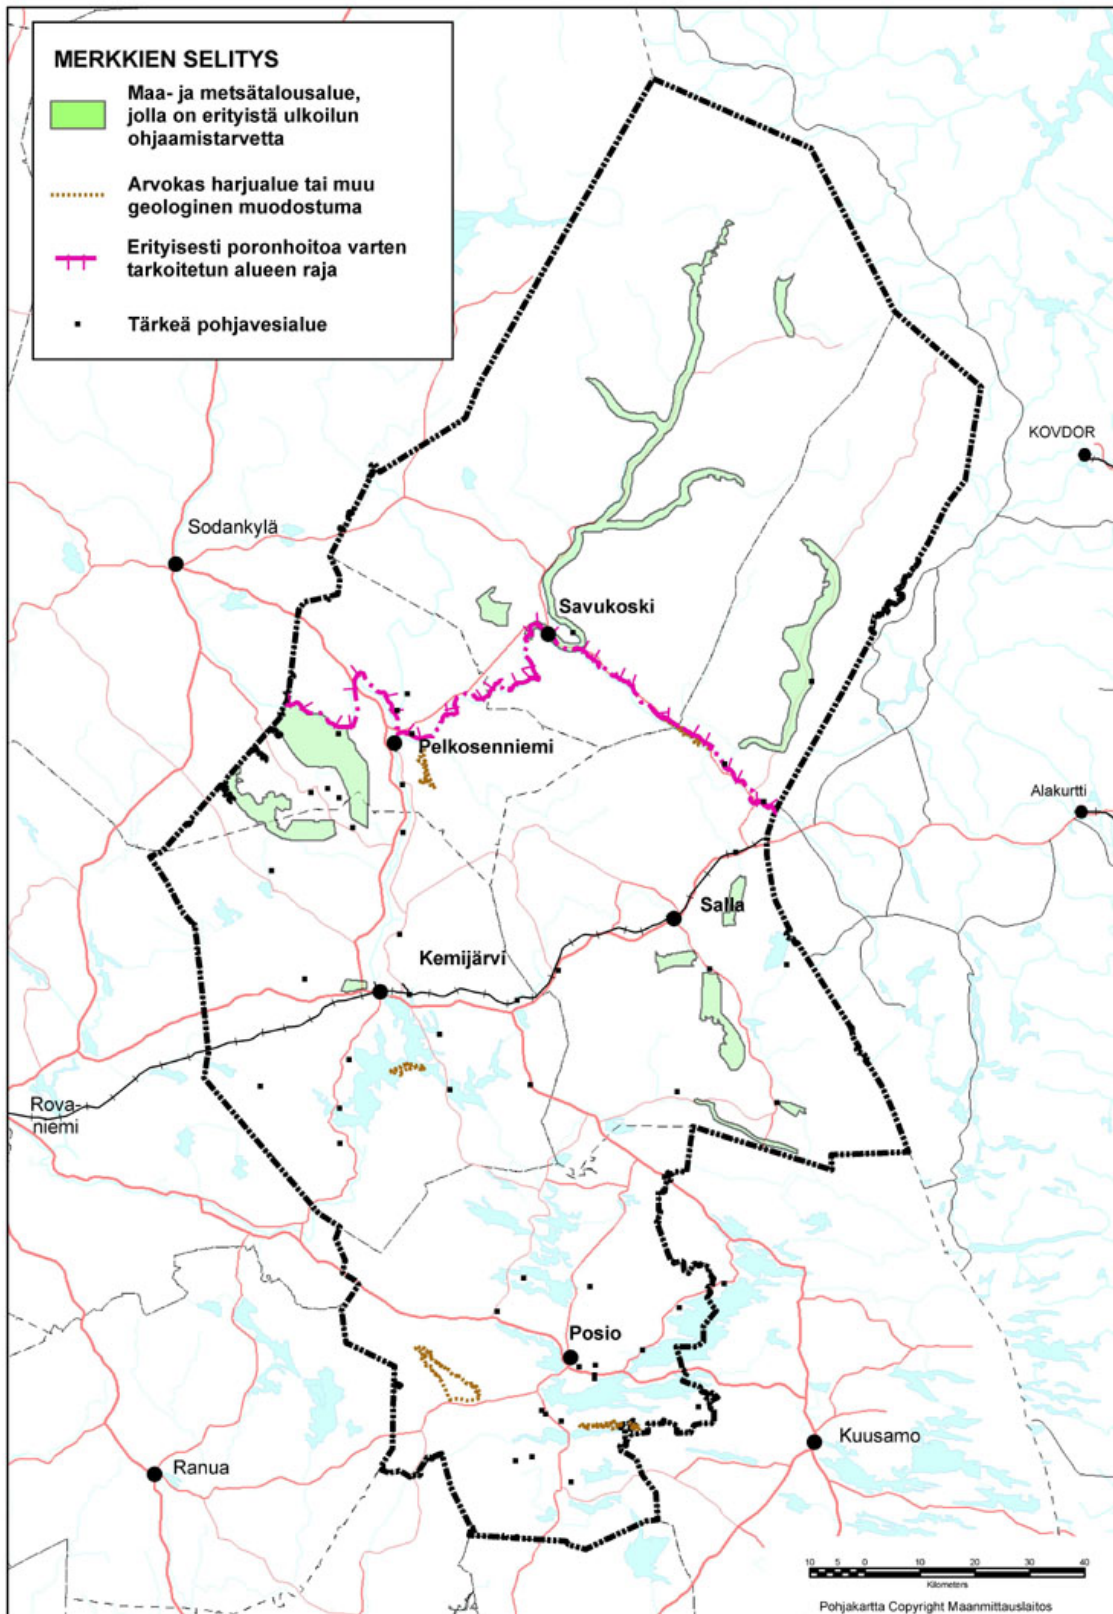 MERKKIEN SELITYS
Maa- ja metsätalousalue,
jolla on erityistä ulkoilun
ohjaamistarvetta
Arvokas harjualue tai muu
geologinen muodostuma
Erityisesti poronhoitoa varten
tarkoitetun alueen raja
Tärkeä pohjavesialue
KOVDOR
Sodankylä
Savukoski
Pelkosenniemi
Alakurtti
Salla
Kemijärvi
Rova-
niemi
Posio
Kuusamo
Ranua
10 5 0 10 20 30 40
Kilometers
Pohjakartta Copyright Maanmittauslaitos